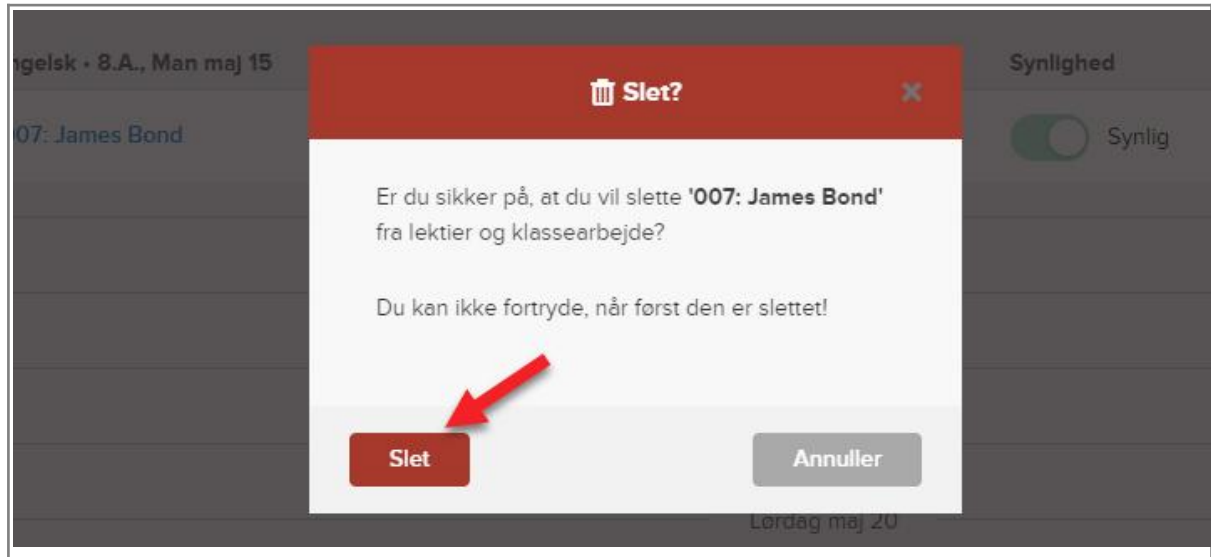 ngelsk • 8.A., Man maj 15
Synlighed
Slet?
007: James Bond
Synlig
Er du sikker på, at du vil slette '007: James Bond'
fra lektier og klassearbejde?
Du kan ikke fortryde, når først den er slettet!
Slet
Annuller
Lørdag maj 20